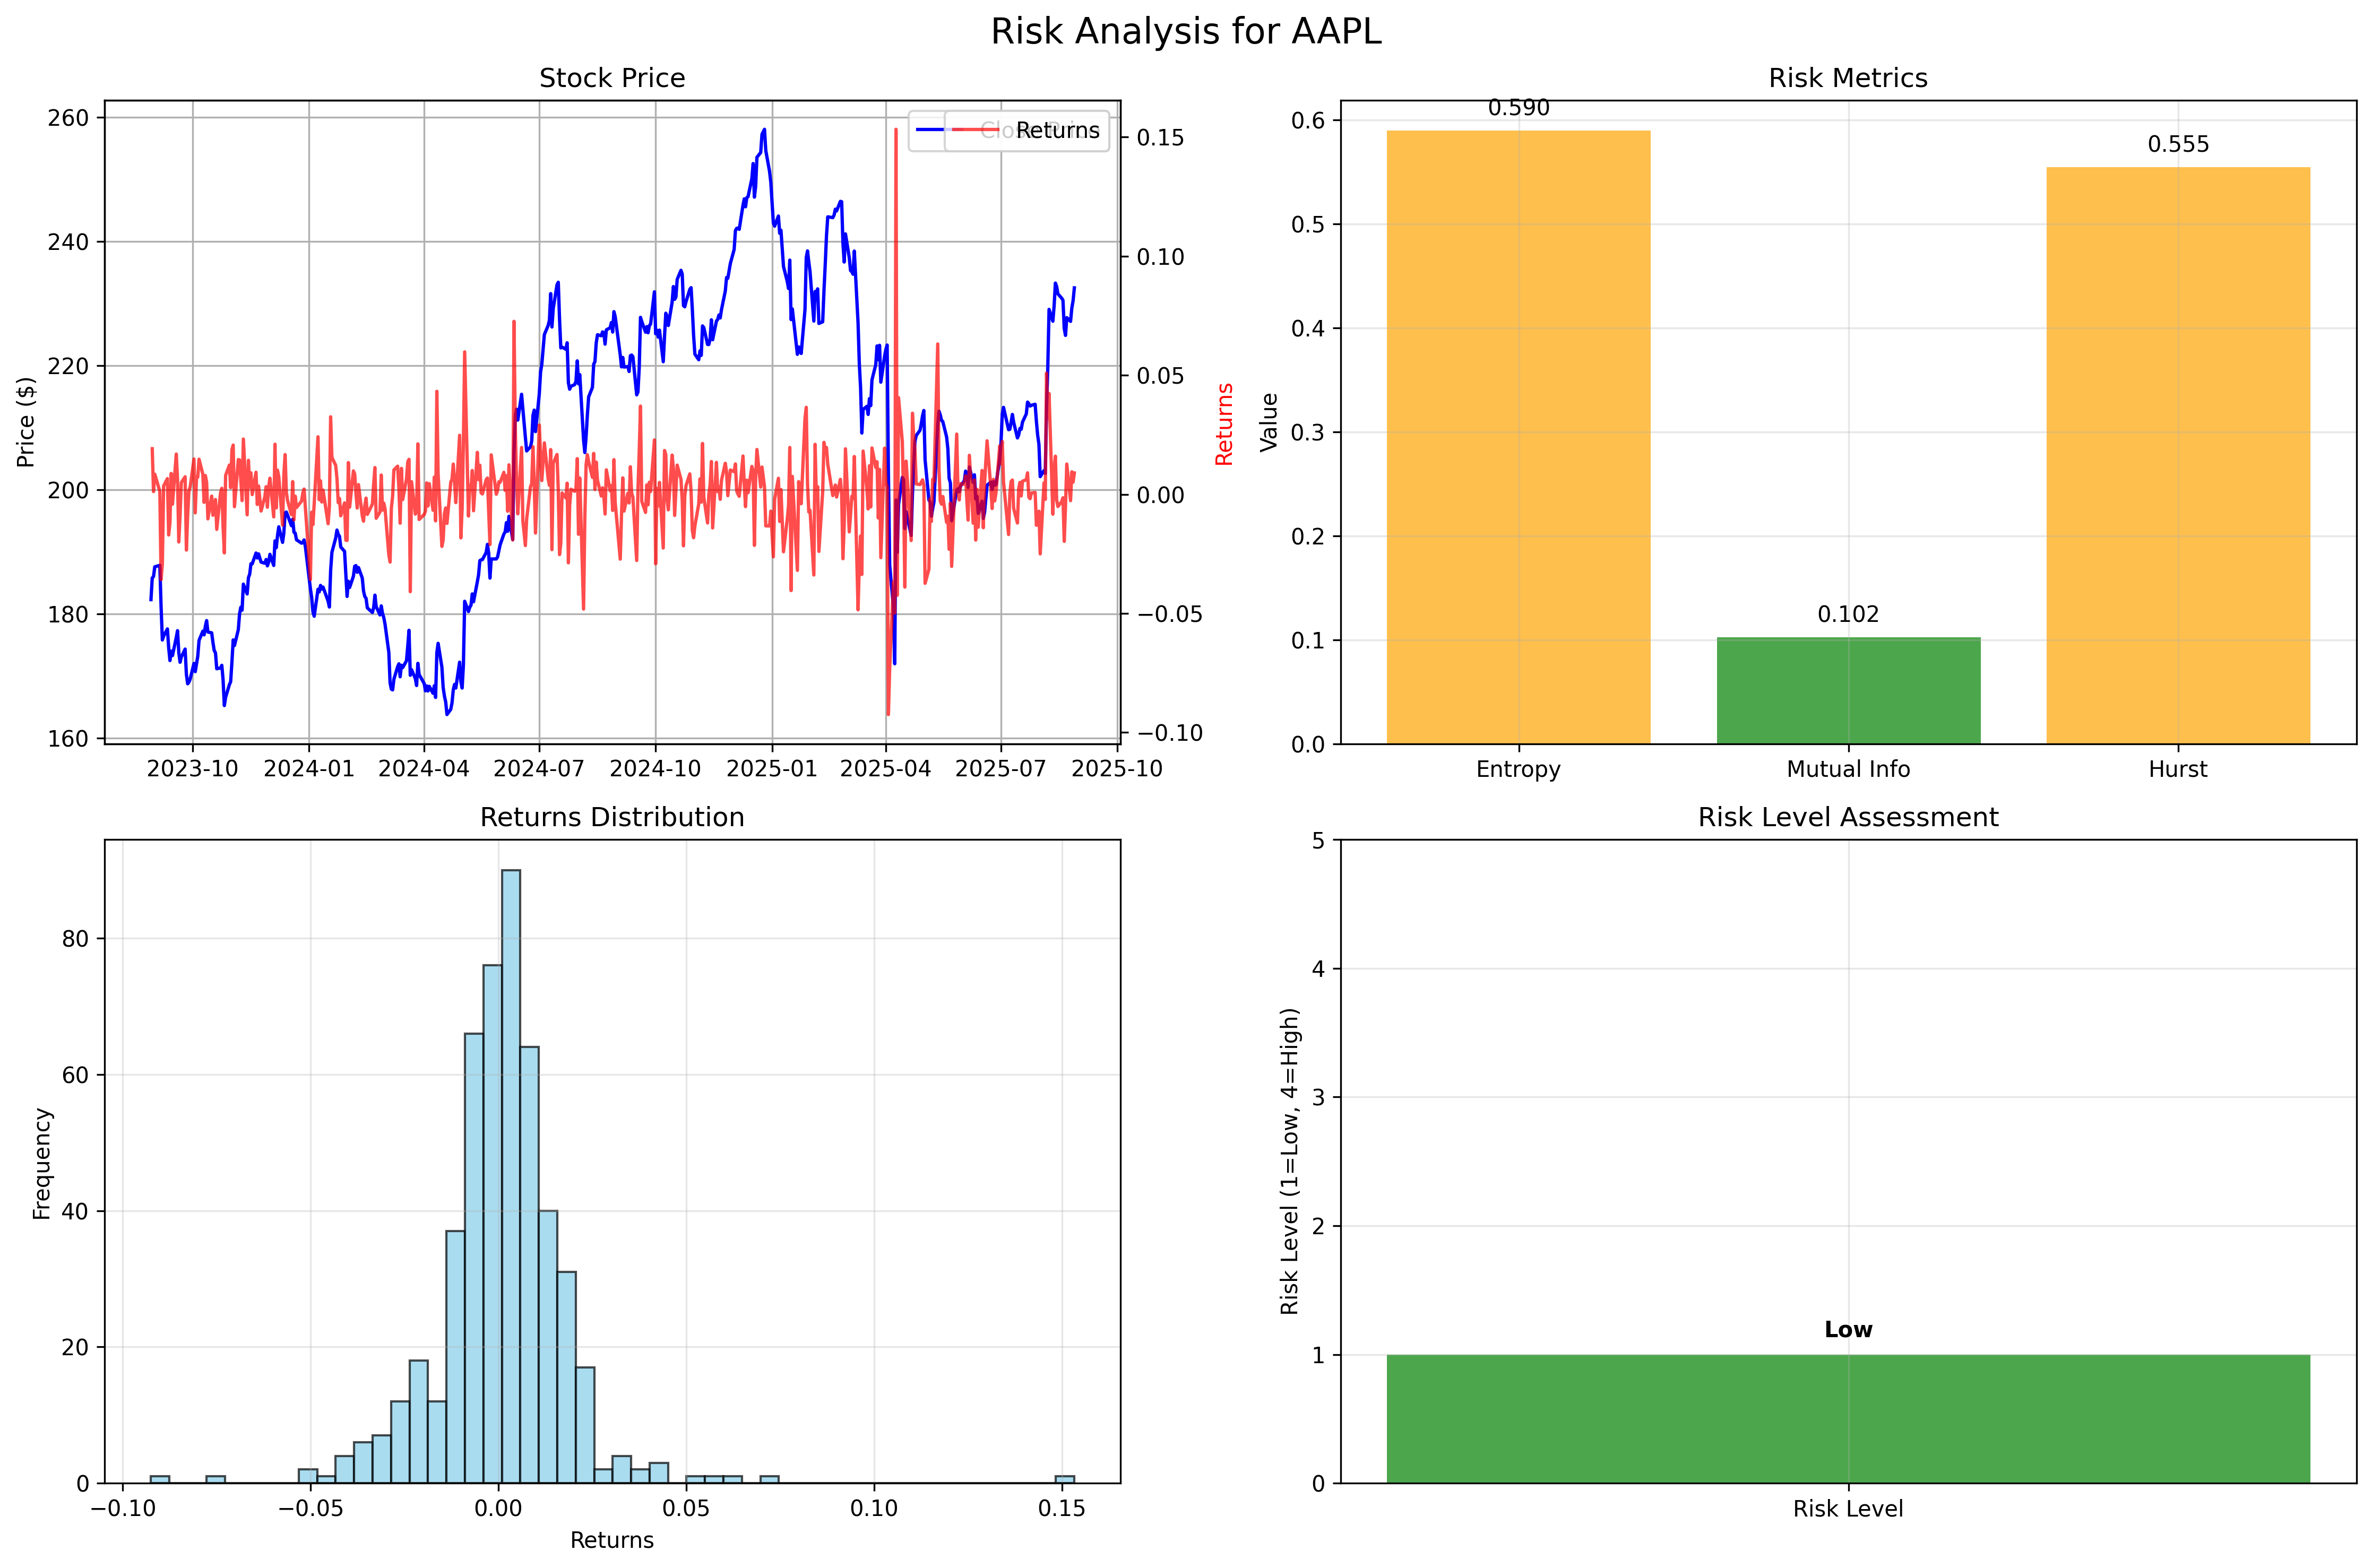 Risk Analysis for AAPL
Stock Price
260
240
220
200
180
160
Price ($)
Close Price
Returns
0.15
0.10
0.05
0.00
−0.05
−0.10
Returns
2023-10 2024-01 2024-04 2024-07 2024-10 2025-01 2025-04 2025-07 2025-10
Risk Metrics
0.6
0.5
0.4
0.3
0.2
0.1
0.0
Value
0.590
0.102
0.555
Entropy Mutual Info Hurst
Returns Distribution
80
60
40
20
0
Frequency
−0.10 −0.05 0.00 0.05 0.10 0.15
Returns
Risk Level Assessment
5
4
3
2
1
0
Risk Level (1=Low, 4=High)
Low
Risk Level